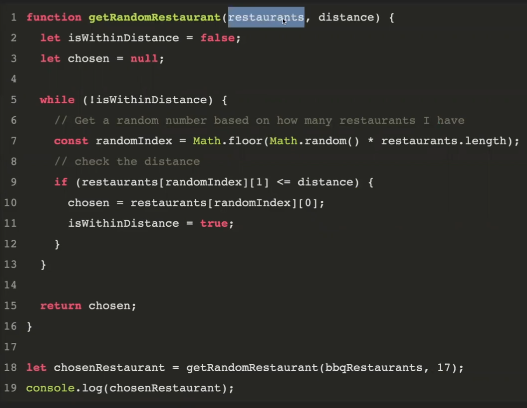 1 function getRandomRestaurant(restaurants, distance) {
2 let isWithinDistance = false;
3 let chosen = null;
4
5 while (!isWithinDistance) {
6 // Get a random number based on how many restaurants I have
7 const randomIndex = Math.floor(Math.random() * restaurants.length);
8 // check the distance
9 if (restaurants[randomIndex][1] <= distance) {
10 chosen = restaurants[randomIndex][0];
11 isWithinDistance = true;
12 }
13 }
14
15 return chosen;
16 }
17
18 let chosenRestaurant = getRandomRestaurant(bbqRestaurants, 17);
19 console.log(chosenRestaurant);